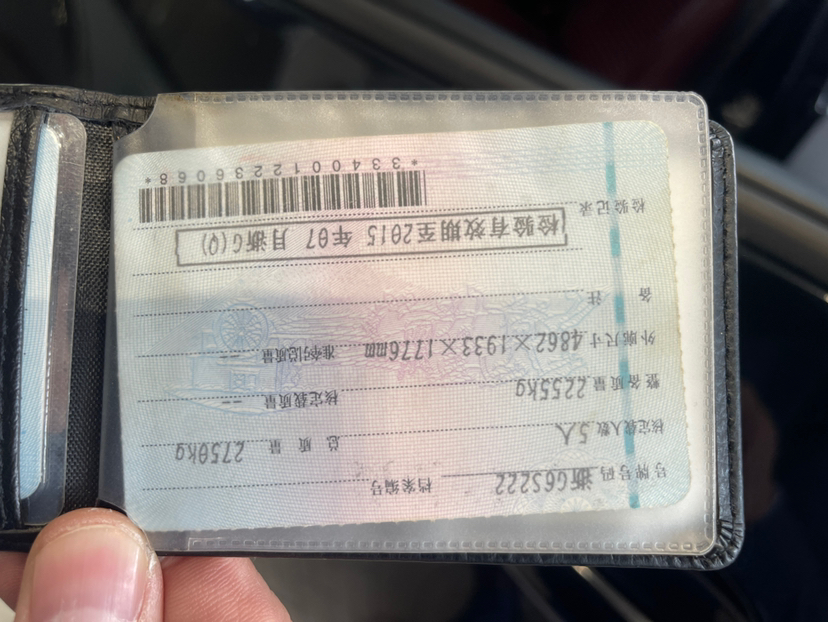 号牌号码 浙G6S222 档案编号
核定载人数 5人 总质量 2750kg
整备质量 2255kg 核定载质量 --
外廓尺寸 4862×1933×1776mm 准牵引总质量 --
备注
检验记录
检验有效期至2015年07月浙G(Q)
*3340012236068*